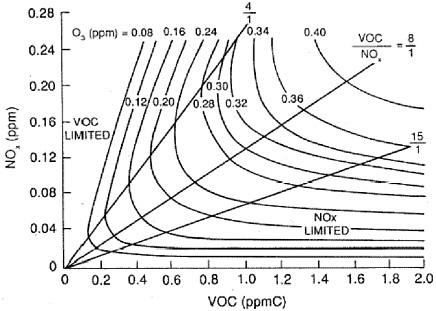 0.28
0.24
0.20
0.16
0.12
0.08
0.04
0
NOx (ppm)
O3 (ppm) = 0.08
0.16
0.24
4
1
0.34
0.40
VOC
NOx
= 8
1
0.12
0.20
0.28
0.30
0.32
0.36
VOC
LIMITED
15
1
NOx
LIMITED
0.2 0.4 0.6 0.8 1.0 1.2 1.4 1.6 1.8 2.0
VOC (ppmC)